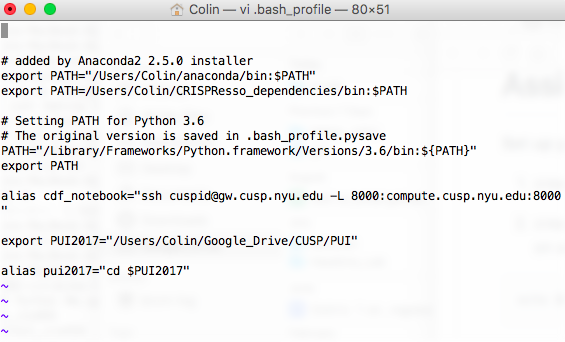 Colin — vi .bash_profile — 80×51
# added by Anaconda2 2.5.0 installer
export PATH="/Users/Colin/anaconda/bin:$PATH"
export PATH=/Users/Colin/CRISPResso_dependencies/bin:$PATH
# Setting PATH for Python 3.6
# The original version is saved in .bash_profile.pysave
PATH="/Library/Frameworks/Python.framework/Versions/3.6/bin:${PATH}"
export PATH
alias cdf_notebook="ssh cuspid@gw.cusp.nyu.edu -L 8000:compute.cusp.nyu.edu:8000
"
export PUI2017="/Users/Colin/Google_Drive/CUSP/PUI"
alias pui2017="cd $PUI2017"
~
~
~
~